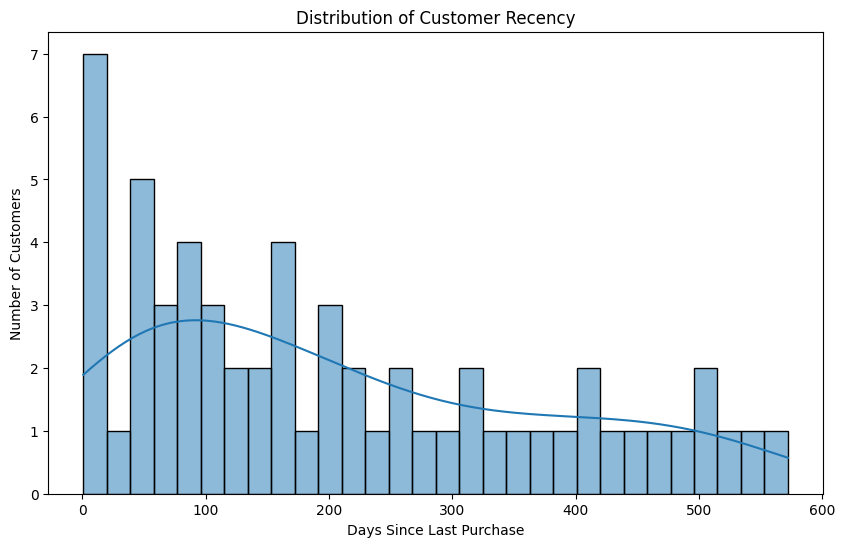 Distribution of Customer Recency
7
6
5
4
3
2
1
0
Number of Customers
0 100 200 300 400 500 600
Days Since Last Purchase